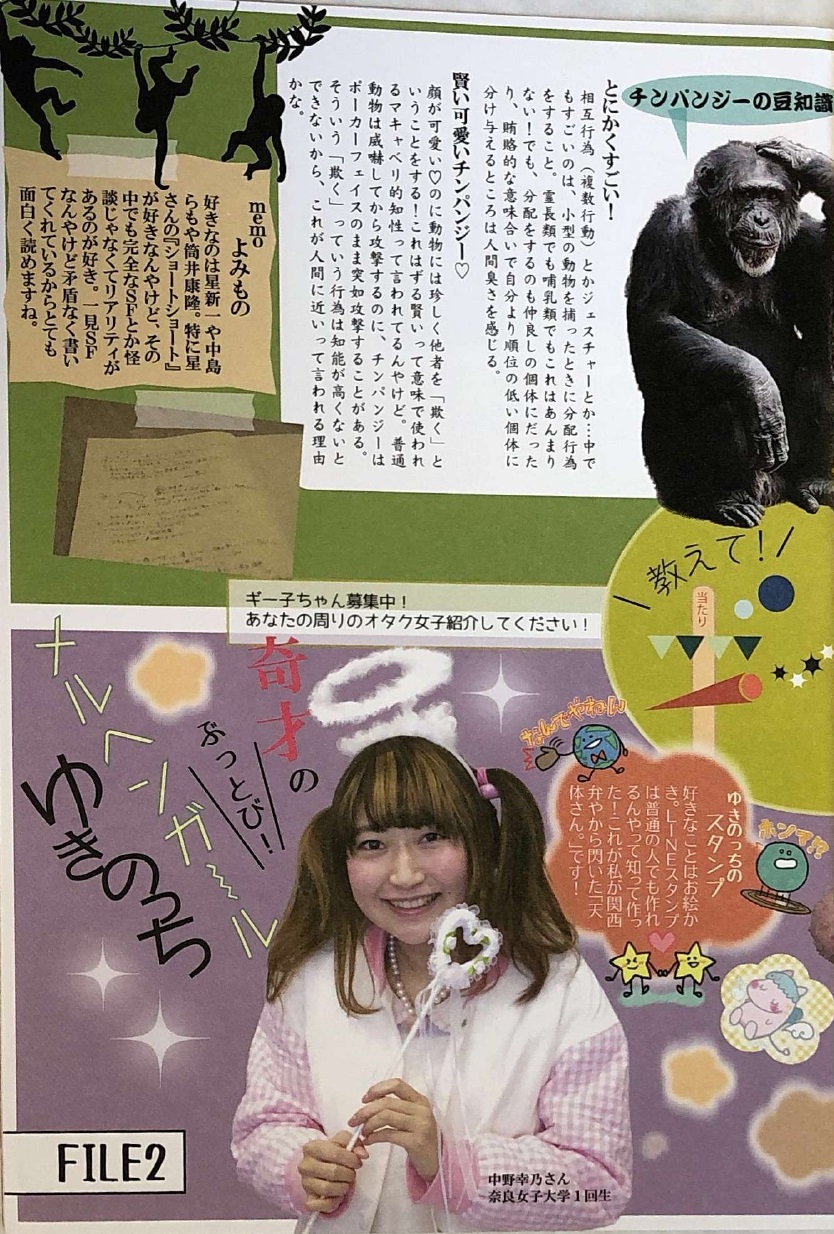 チンパンジーの豆知識
とにかくすごい!
相互行為(複数行動)とかジェスチャーとか…中で
もすごいのは、小型の動物を捕ったときに分配行為
をすること。霊長類でも哺乳類でもこれはあんまり
ない!でも、分配をするのも仲良しの個体にだった
り、賄賂的な意味合いで自分より順位の低い個体に
分け与えるところは人間臭さを感じる。
賢い可愛いチンパンジー♡
顔が可愛い♡のに動物には珍しく他者を「欺く」と
いうことをする!これはずる賢いって意味で使われ
るマキャベリ的知性って言われてるんやけど。普通
動物は威嚇してから攻撃するのに、チンパンジーは
ポーカーフェイスのまま突如攻撃することがある。
そういう「欺く」っていう行為は知能が高くないと
できないから、これが人間に近いって言われる理由
かな。
memo
よみもの
好きなのは星新一や中島
らもや筒井康隆。特に星
さんの『ショートショート』
が好きなんやけど、その
中でも完全なSFとか怪
談じゃなくてリアリティが
あるのが好き。一見SF
なんやけど矛盾なく書い
てくれているからとても
面白く読めますね。
教えて!
当たり
ギー子ちゃん募集中!
あなたの周りのオタク女子紹介してください!
奇才の
ぶっとび!
メルヘンガール
ゆきのっち
なんでやねん
ゆきのっちの
スタンプ
好きなことはお絵か
き。LINEスタンプ
は普通の人でも作れ
るんやって知って作っ
た!これが私が関西
弁やから閃いた「天
体さん。」です!
ホンマ!?
中野幸乃さん
奈良女子大学1回生
FILE2